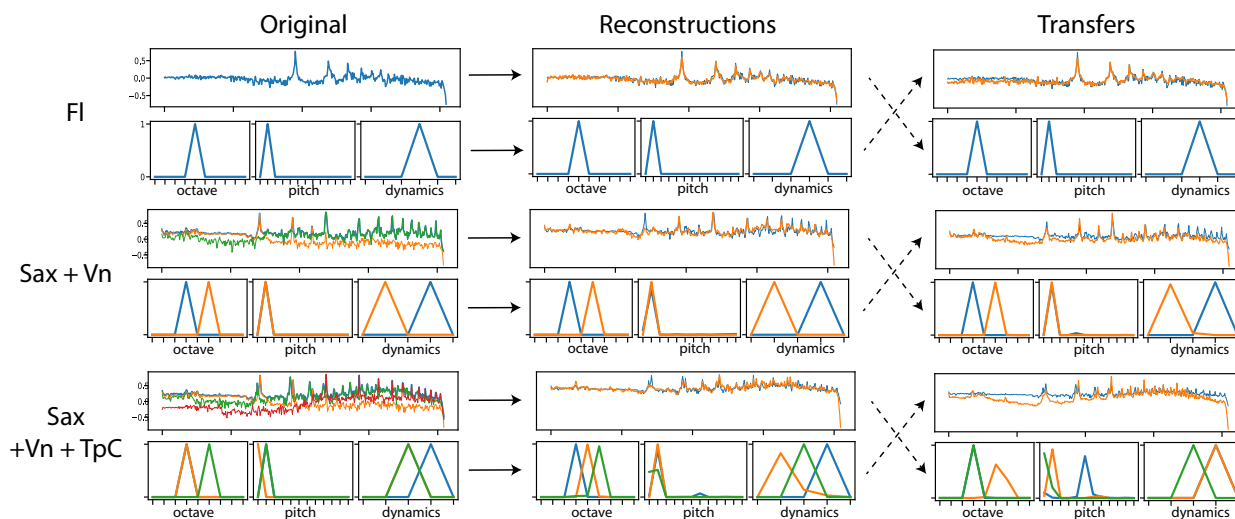 Original Reconstructions Transfers
0.5
0.0
−0.5
Fl
1
0
octave pitch dynamics octave pitch dynamics octave pitch dynamics
0.5
0.0
−0.5
Sax + Vn
octave pitch dynamics octave pitch dynamics octave pitch dynamics
0.5
0.0
−0.5
Sax
+Vn + TpC
octave pitch dynamics octave pitch dynamics octave pitch dynamics